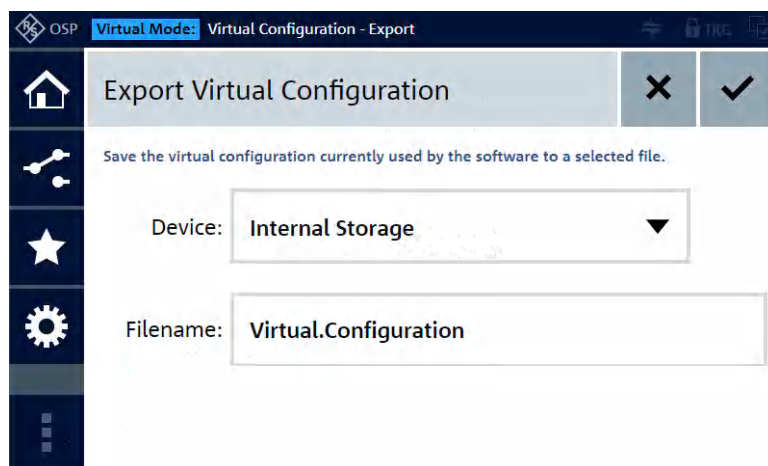 R&S OSP Virtual Mode: Virtual Configuration - Export TRG
Export Virtual Configuration
Save the virtual configuration currently used by the software to a selected file.
Device: Internal Storage
Filename: Virtual.Configuration